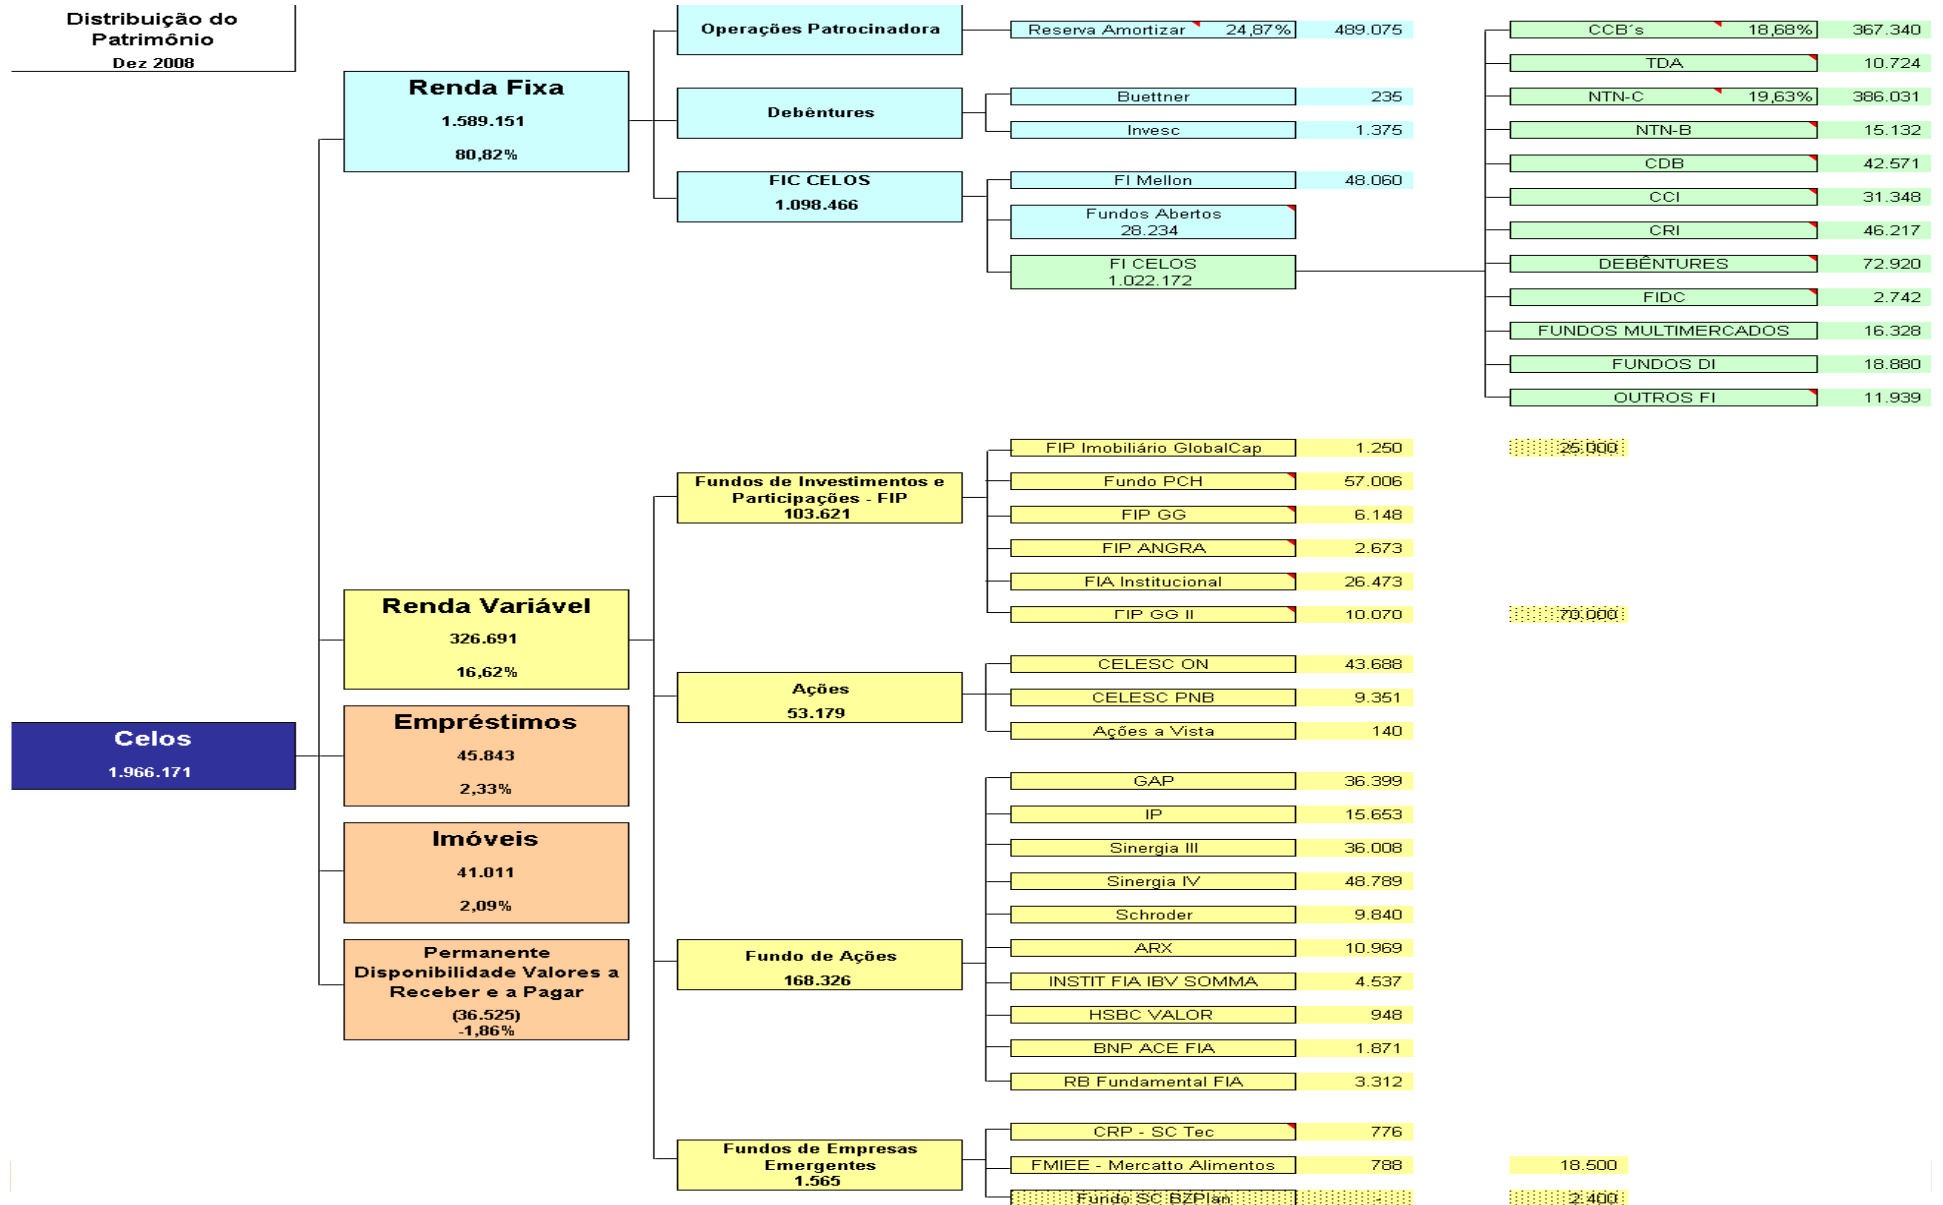 Distribuição do
Patrimônio
Dez 2008
Celos
1.966.171
Renda Fixa
1.589.151
80,82%
Operações Patrocinadora
Reserva Amortizar 24,87% 489.075
Debêntures
Buettner 235
Invesc 1.375
FIC CELOS
1.098.466
FI Mellon 48.060
Fundos Abertos
28.234
FI CELOS
1.022.172
CCB´s 18,68% 367.340
TDA 10.724
NTN-C 19,63% 386.031
NTN-B 15.132
CDB 42.571
CCI 31.348
CRI 46.217
DEBÊNTURES 72.920
FIDC 2.742
FUNDOS MULTIMERCADOS 16.328
FUNDOS DI 18.880
OUTROS FI 11.939
Renda Variável
326.691
16,62%
Fundos de Investimentos e
Participações - FIP
103.621
FIP Imobiliário GlobalCap 1.250 25.000
Fundo PCH 57.006
FIP GG 6.148
FIP ANGRA 2.673
FIA Institucional 26.473
FIP GG II 10.070 70.000
Ações
53.179
CELESC ON 43.688
CELESC PNB 9.351
Ações a Vista 140
Fundo de Ações
168.326
GAP 36.399
IP 15.653
Sinergia III 36.008
Sinergia IV 48.789
Schroder 9.840
ARX 10.969
INSTIT FIA IBV SOMMA 4.537
HSBC VALOR 948
BNP ACE FIA 1.871
RB Fundamental FIA 3.312
Fundos de Empresas
Emergentes
1.565
CRP - SC Tec 776
FMIEE - Mercatto Alimentos 788 18.500
Fundo SC BZPlan - 2.400
Empréstimos
45.843
2,33%
Imóveis
41.011
2,09%
Permanente
Disponibilidade Valores a
Receber e a Pagar
(36.525)
-1,86%